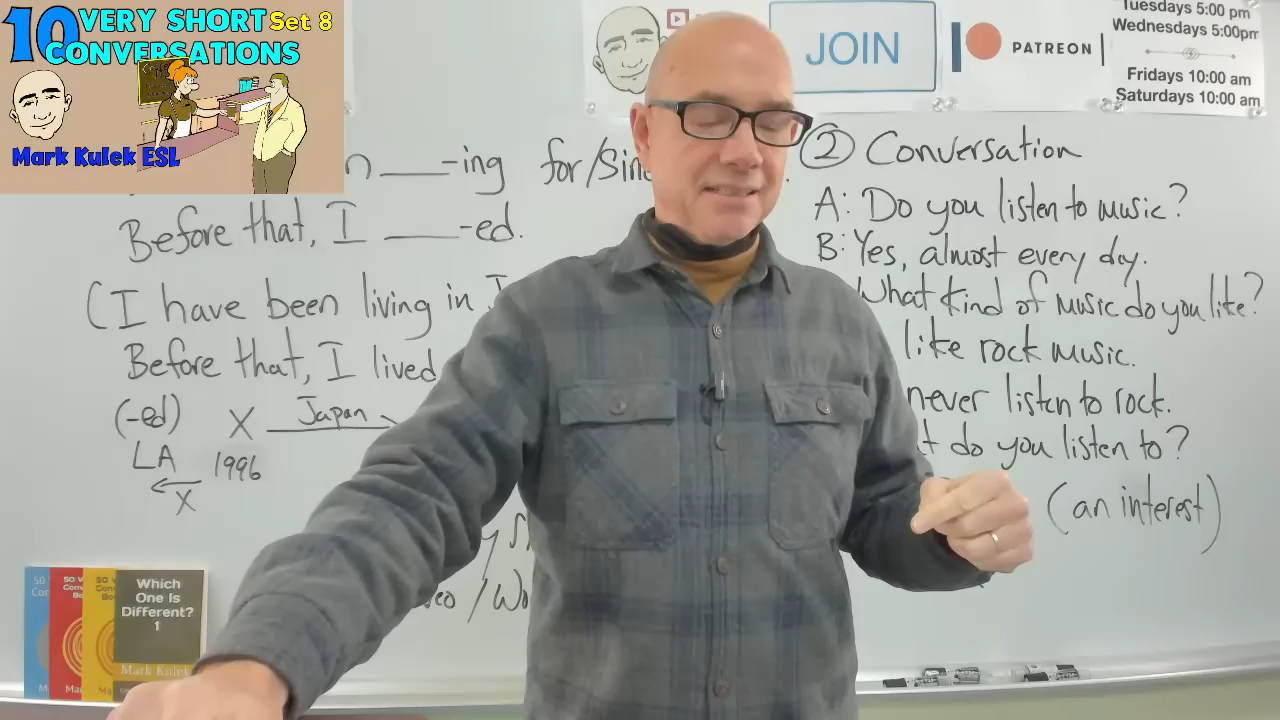 10 VERY SHORT Set 8
CONVERSATIONS
Mark Kulek ESL
JOIN
PATREON
Tuesdays 5:00 pm
Wednesdays 5:00pm
Fridays 10:00 am
Saturdays 10:00 am
-ing for/Sin
Before that, I ___-ed.
(I have been living in
Before that, I lived
(-ed) X Japan
LA 1996
X
② Conversation
A: Do you listen to music?
B: Yes, almost every day.
What kind of music do you like?
like rock music.
never listen to rock.
do you listen to?
(an interest)
50
50
50
Which
One Is
Different?
1
Mark Kulek